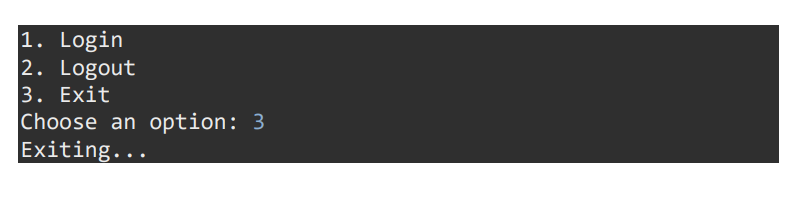 1. Login
2. Logout
3. Exit
Choose an option: 3
Exiting...